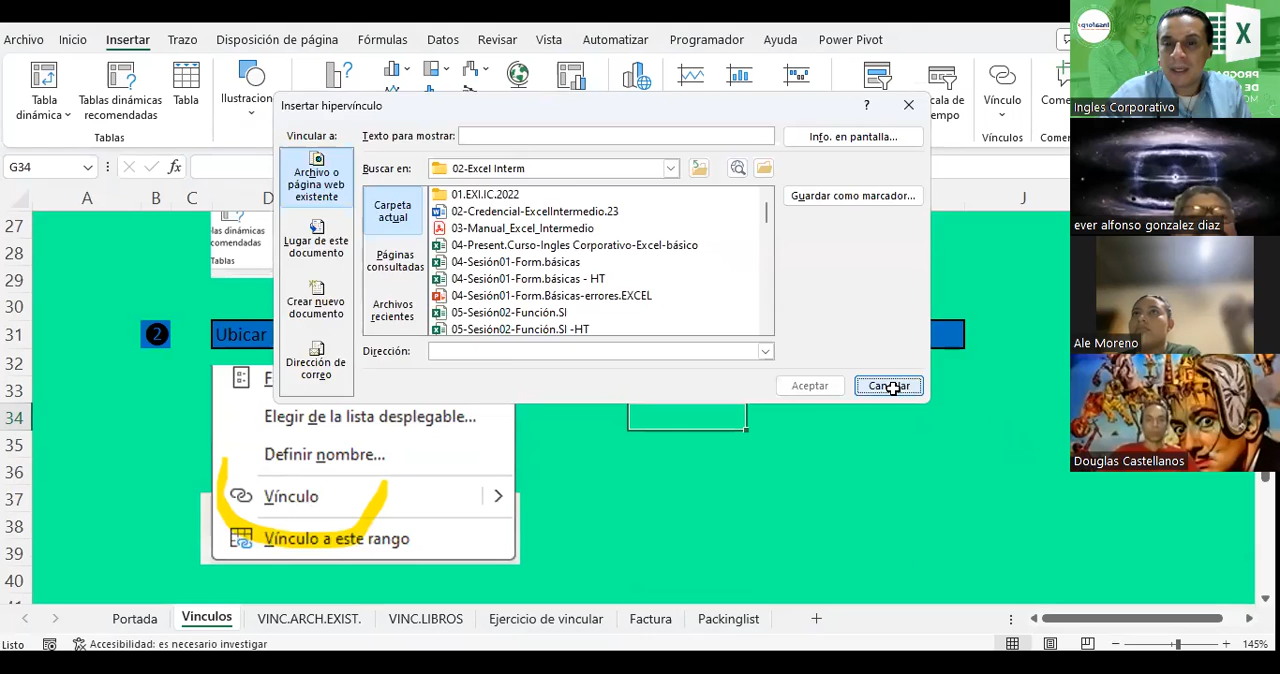 Archivo Inicio Insertar Trazo Disposición de página Datos Vista Automatizar Programador Ayuda Power Pivot
Tabla dinámica
Tablas dinámicas recomendadas
Tabla
Tablas
Ilustracion
Vínculo
Vínculos
Insertar hipervínculo
? ×
Vincular a:
Texto para mostrar:
Info. en pantalla...
Archivo o página web existente
Lugar de este documento
Crear nuevo documento
Dirección de correo
Buscar en: 02-Excel Interm
Guardar como marcador...
Carpeta actual
Páginas consultadas
Archivos recientes
01.EXI.IC.2022
02-Credencial-ExcelIntermedio.23
03-Manual_Excel_Intermedio
04-Present.Curso-Ingles Corporativo-Excel-básico
04-Sesión01-Form.básicas
04-Sesión01-Form.básicas - HT
04-Sesión01-Form.Básicas-errores.EXCEL
05-Sesión02-Función.SI
05-Sesión02-Función.SI -HT
Dirección:
Aceptar
G34
fx
A B C D J
27
28
29
30
31
32
33
34
35
36
37
38
39
40
Tablas
2 Ubicar
Elegir de la lista desplegable...
Definir nombre...
Vínculo
Vínculo a este rango
Portada Vinculos VINC.ARCH.EXIST. VINC.LIBROS Ejercicio de vincular Factura Packinglist +
Listo Accesibilidad: es necesario investigar 145%
X
Ingles Corporativo
ever alfonso gonzalez diaz
Ale Moreno
Douglas Castellanos